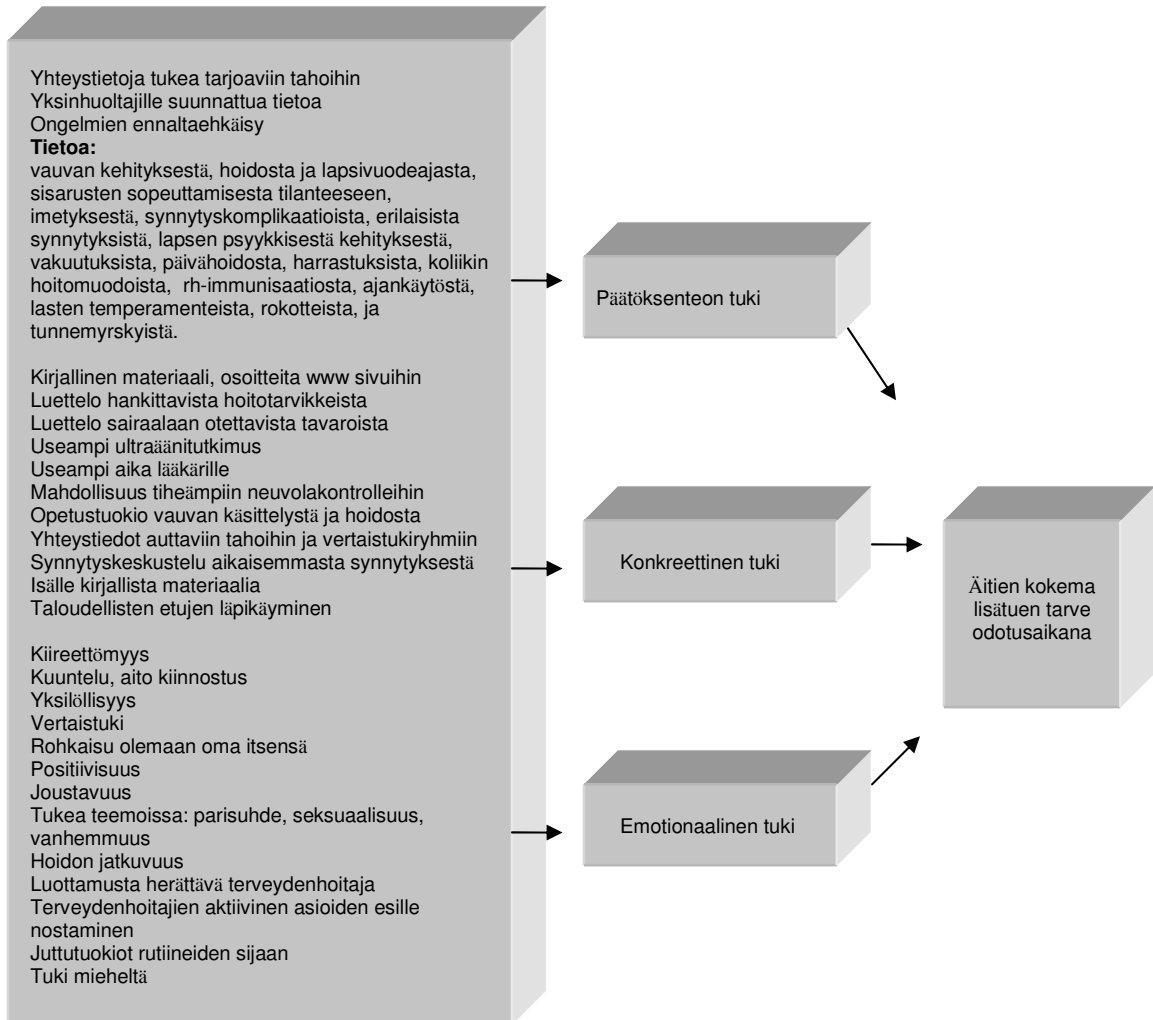 Yhteystietoja tukea tarjoaviin tahoihin
Yksinhuoltajille suunnattua tietoa
Ongelmien ennaltaehkäisy
Tietoa:
vauvan kehityksestä, hoidosta ja lapsivuodeajasta,
sisarusten sopeuttamisesta tilanteeseen,
imetyksestä, synnytyskomplikaatioista, erilaisista
synnytyksistä, lapsen psyykkisestä kehityksestä,
vakuutuksista, päivähoidosta, harrastuksista, koliikin
hoitomuodoista, rh-immunisaatiosta, ajankäytöstä,
lasten temperamenteista, rokotteista, ja
tunnemyrskyistä.
Kirjallinen materiaali, osoitteita www sivuihin
Luettelo hankittavista hoitotarvikkeista
Luettelo sairaalaan otettavista tavaroista
Useampi ultraäänitutkimus
Useampi aika lääkärille
Mahdollisuus tiheämpiin neuvolakontrolleihin
Opetustuokio vauvan käsittelystä ja hoidosta
Yhteystiedot auttaviin tahoihin ja vertaistukiryhmiin
Synnytyskeskustelu aikaisemmasta synnytyksestä
Isälle kirjallista materiaalia
Taloudellisten etujen läpikäyminen
Kiireettömyys
Kuuntelu, aito kiinnostus
Yksilöllisyys
Vertaistuki
Rohkaisu olemaan oma itsensä
Positiivisuus
Joustavuus
Tukea teemoissa: parisuhde, seksuaalisuus,
vanhemmuus
Hoidon jatkuvuus
Luottamusta herättävä terveydenhoitaja
Terveydenhoitajien aktiivinen asioiden esille
nostaminen
Juttutuokiot rutiineiden sijaan
Tuki mieheltä
Päätöksenteon tuki
Konkreettinen tuki
Emotionaalinen tuki
Äitien kokema
lisätuen tarve
odotusaikana